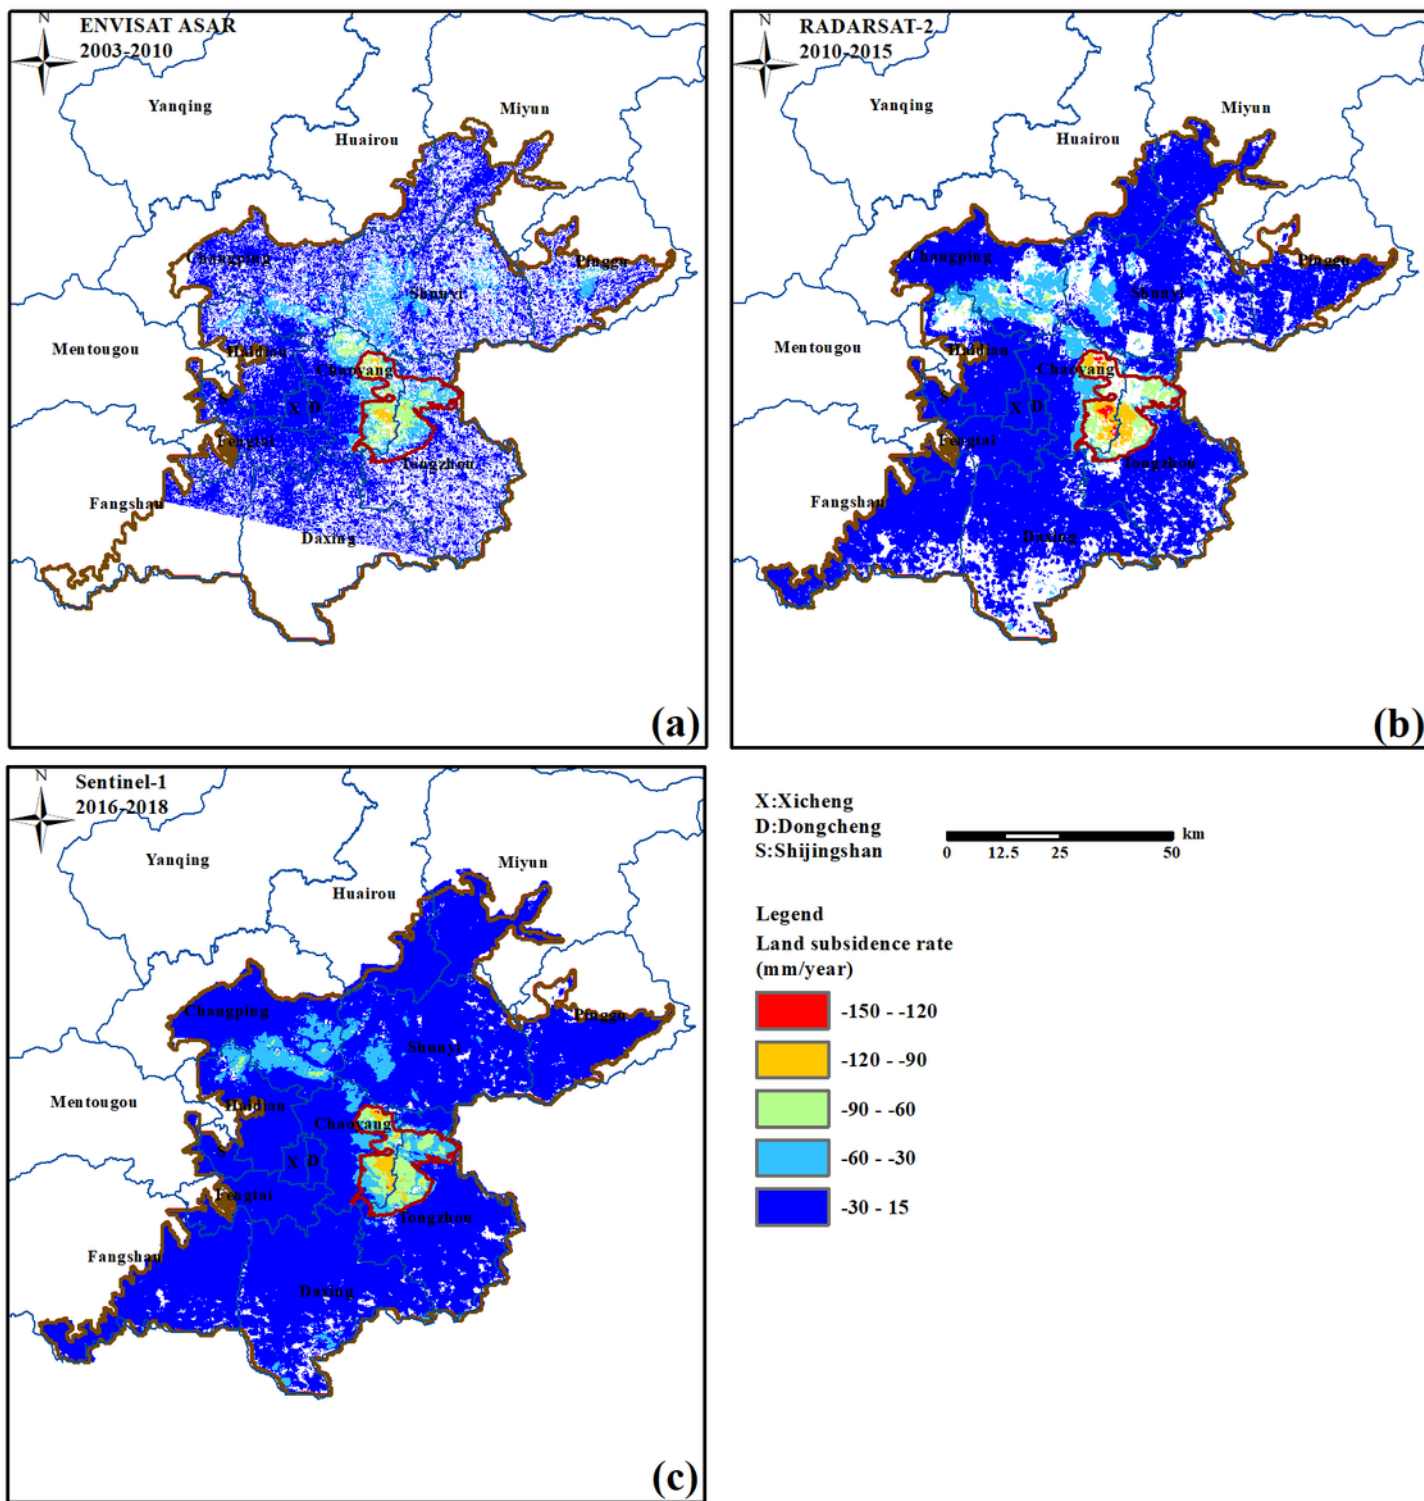 N
ENVISAT ASAR
2003-2010
Yanqing
Miyun
Huairou
Changping
Pinggu
Shunyi
Mentougou
Haidian
Chaoyang
S
X D
Fengtai
Tongzhou
Fangshan
Daxing
(a)
N
RADARSAT-2
2010-2015
Yanqing
Miyun
Huairou
Changping
Pinggu
Shunyi
Mentougou
Haidian
Chaoyang
S
X D
Fengtai
Tongzhou
Fangshan
Daxing
(b)
N
Sentinel-1
2016-2018
Yanqing
Miyun
Huairou
Changping
Pinggu
Shunyi
Mentougou
Haidian
Chaoyang
S
X D
Fengtai
Tongzhou
Fangshan
Daxing
(c)
X:Xicheng
D:Dongcheng
S:Shijingshan
km
0 12.5 25 50
Legend
Land subsidence rate
(mm/year)
-150 - -120
-120 - -90
-90 - -60
-60 - -30
-30 - 15